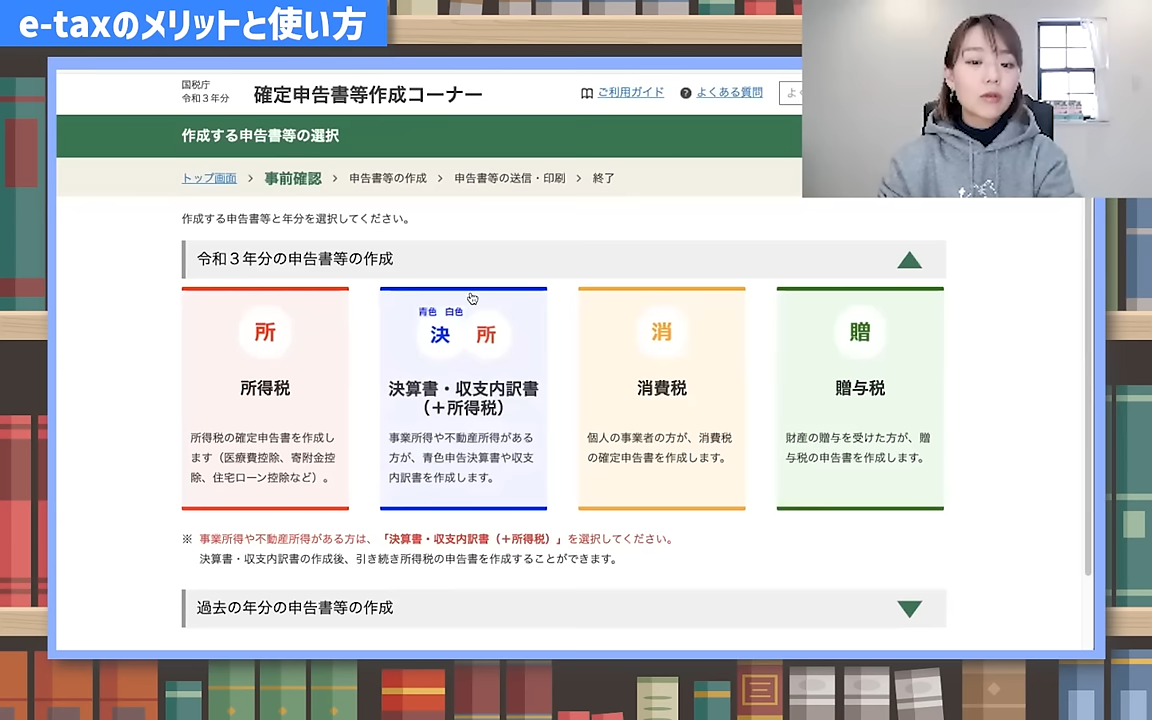 e-taxのメリットと使い方
国税庁
令和３年分
確定申告書等作成コーナー
ご利用ガイド
よくある質問
よく
作成する申告書等の選択
トップ画面 > 事前確認 > 申告書等の作成 > 申告書等の送信・印刷 > 終了
作成する申告書等と年分を選択してください。
令和３年分の申告書等の作成
所
所得税
所得税の確定申告書を作成し
ます（医療費控除、寄附金控
除、住宅ローン控除など）。
青色 白色
決 所
決算書・収支内訳書
（＋所得税）
事業所得や不動産所得がある
方が、青色申告決算書や収支
内訳書を作成します。
消
消費税
個人の事業者の方が、消費税
の確定申告書を作成します。
贈
贈与税
財産の贈与を受けた方が、贈
与税の申告書を作成します。
※ 事業所得や不動産所得がある方は、「決算書・収支内訳書（＋所得税）」を選択してください。
決算書・収支内訳書の作成後、引き続き所得税の申告書を作成することができます。
過去の年分の申告書等の作成